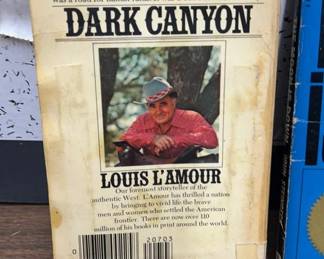 DARK CANYON
LOUIS L'AMOUR
Our foremost storyteller of the
authentic West, L'Amour has thrilled a nation
by bringing to vivid life the brave
men and women who settled the American
frontier. There are now over 110
million of his books in print around the world.
20703
0